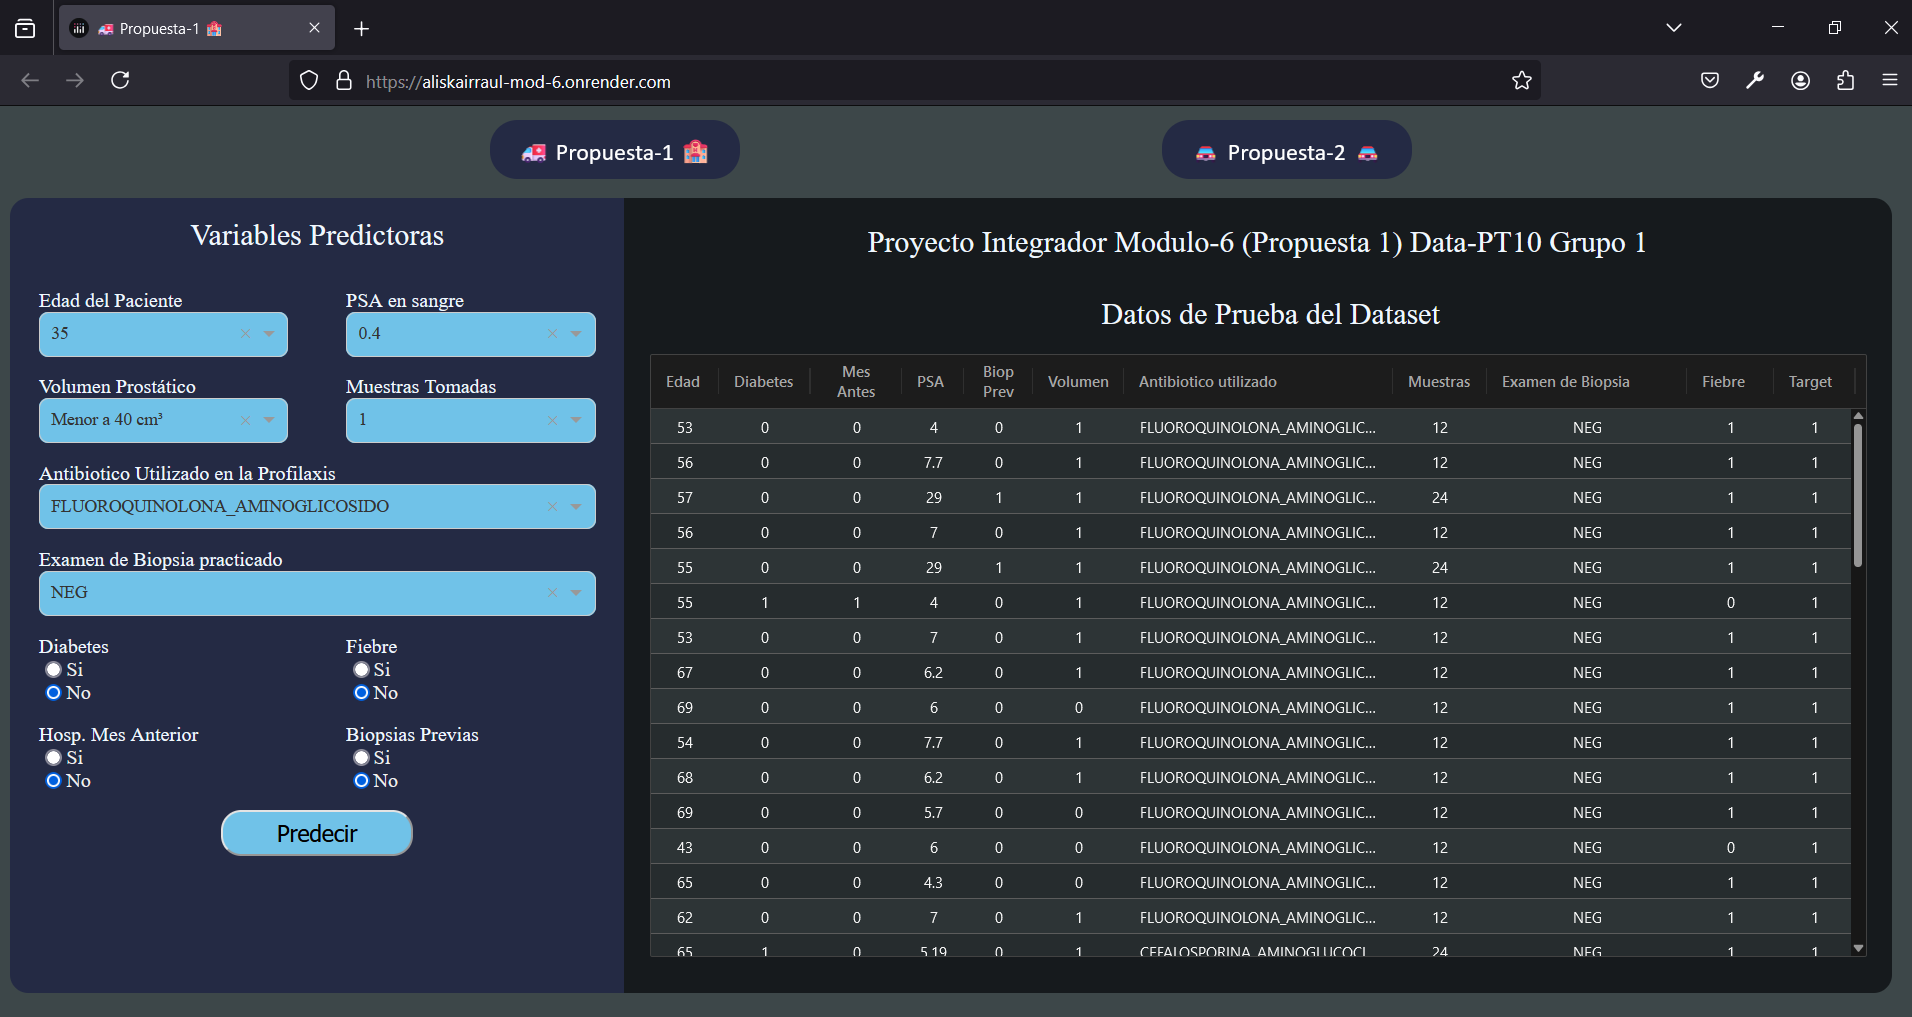 Propuesta-1
https://aliskairraul-mod-6.onrender.com
Propuesta-1
Propuesta-2
Variables Predictoras
Edad del Paciente PSA en sangre
35 0.4
Volumen Prostático Muestras Tomadas
Menor a 40 cm³ 1
Antibiotico Utilizado en la Profilaxis
FLUOROQUINOLONA_AMINOGLICOSIDO
Examen de Biopsia practicado
NEG
Diabetes Fiebre
Si Si
No No
Hosp. Mes Anterior Biopsias Previas
Si Si
No No
Predecir
Proyecto Integrador Modulo-6 (Propuesta 1) Data-PT10 Grupo 1
Datos de Prueba del Dataset
Edad Diabetes Mes Antes PSA Biop Prev Volumen Antibiotico utilizado Muestras Examen de Biopsia Fiebre Target
53 0 0 4 0 1 FLUOROQUINOLONA_AMINOGLIC... 12 NEG 1 1
56 0 0 7.7 0 1 FLUOROQUINOLONA_AMINOGLIC... 12 NEG 1 1
57 0 0 29 1 1 FLUOROQUINOLONA_AMINOGLIC... 24 NEG 1 1
56 0 0 7 0 1 FLUOROQUINOLONA_AMINOGLIC... 12 NEG 1 1
55 0 0 29 1 1 FLUOROQUINOLONA_AMINOGLIC... 24 NEG 1 1
55 1 1 4 0 1 FLUOROQUINOLONA_AMINOGLIC... 12 NEG 0 1
53 0 0 7 0 1 FLUOROQUINOLONA_AMINOGLIC... 12 NEG 1 1
67 0 0 6.2 0 1 FLUOROQUINOLONA_AMINOGLIC... 12 NEG 1 1
69 0 0 6 0 0 FLUOROQUINOLONA_AMINOGLIC... 12 NEG 1 1
54 0 0 7.7 0 1 FLUOROQUINOLONA_AMINOGLIC... 12 NEG 1 1
68 0 0 6.2 0 1 FLUOROQUINOLONA_AMINOGLIC... 12 NEG 1 1
69 0 0 5.7 0 0 FLUOROQUINOLONA_AMINOGLIC... 12 NEG 1 1
43 0 0 6 0 0 FLUOROQUINOLONA_AMINOGLIC... 12 NEG 0 1
65 0 0 4.3 0 0 FLUOROQUINOLONA_AMINOGLIC... 12 NEG 1 1
62 0 0 7 0 1 FLUOROQUINOLONA_AMINOGLIC... 12 NEG 1 1
65 1 0 5.19 0 1 CEFALOSPORINA_AMINOGLUCOCI... 24 NEG 1 1